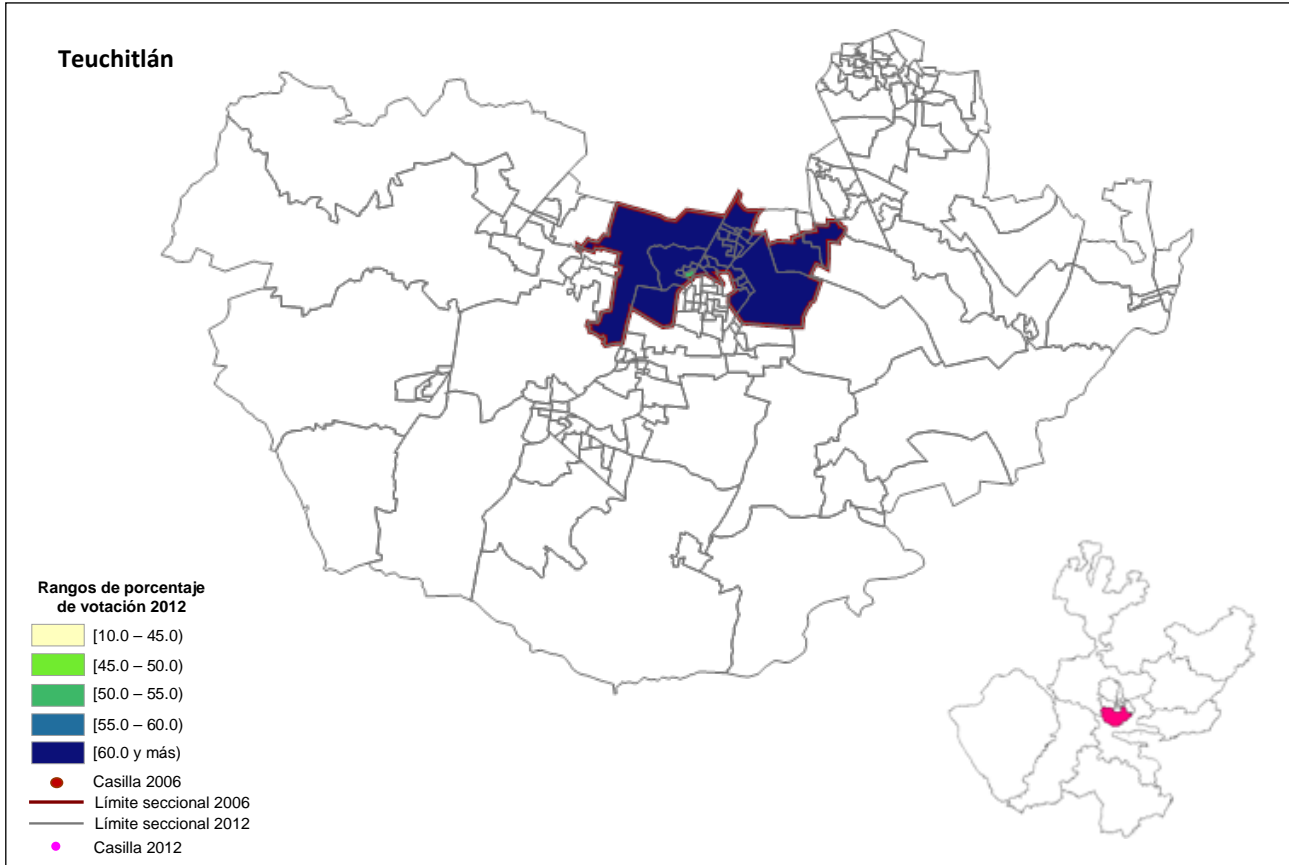 Teuchitlán
Rangos de porcentaje
de votación 2012
[10.0 – 45.0)
[45.0 – 50.0)
[50.0 – 55.0)
[55.0 – 60.0)
[60.0 y más)
Casilla 2006
Límite seccional 2006
Límite seccional 2012
Casilla 2012